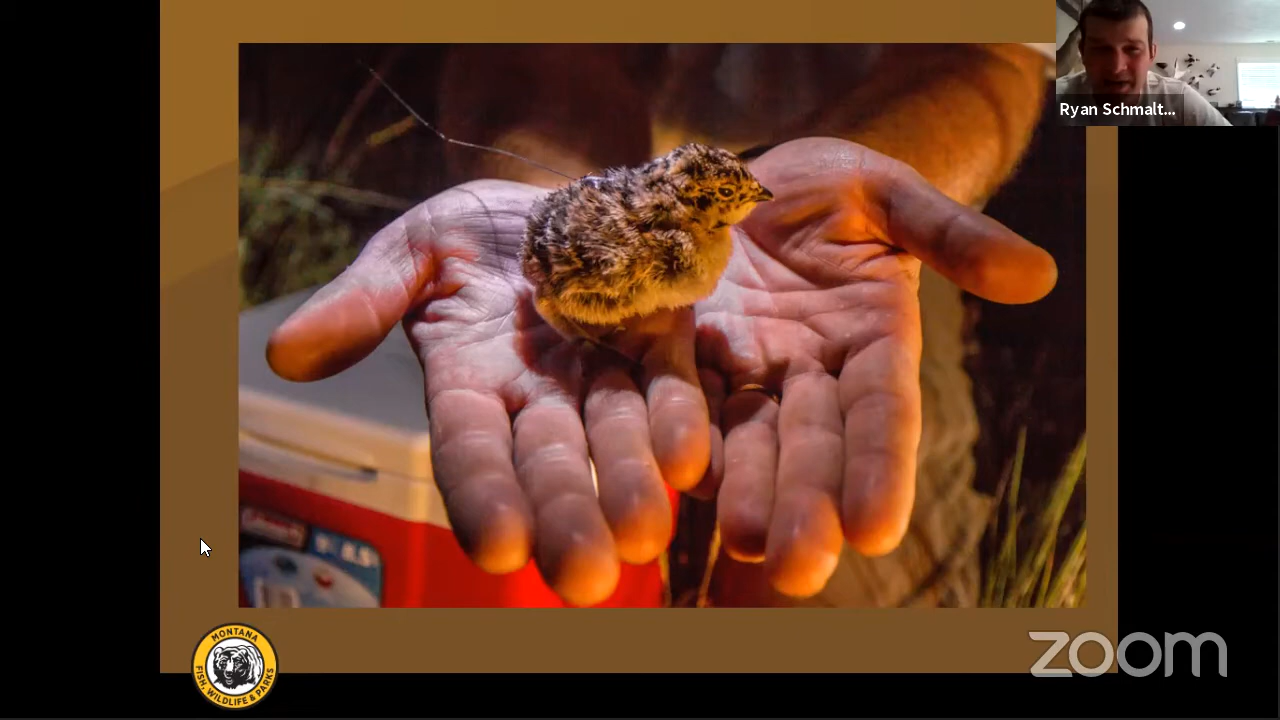 Ryan Schmalt...
Coleman
MONTANA
FISH, WILDLIFE & PARKS
zoom